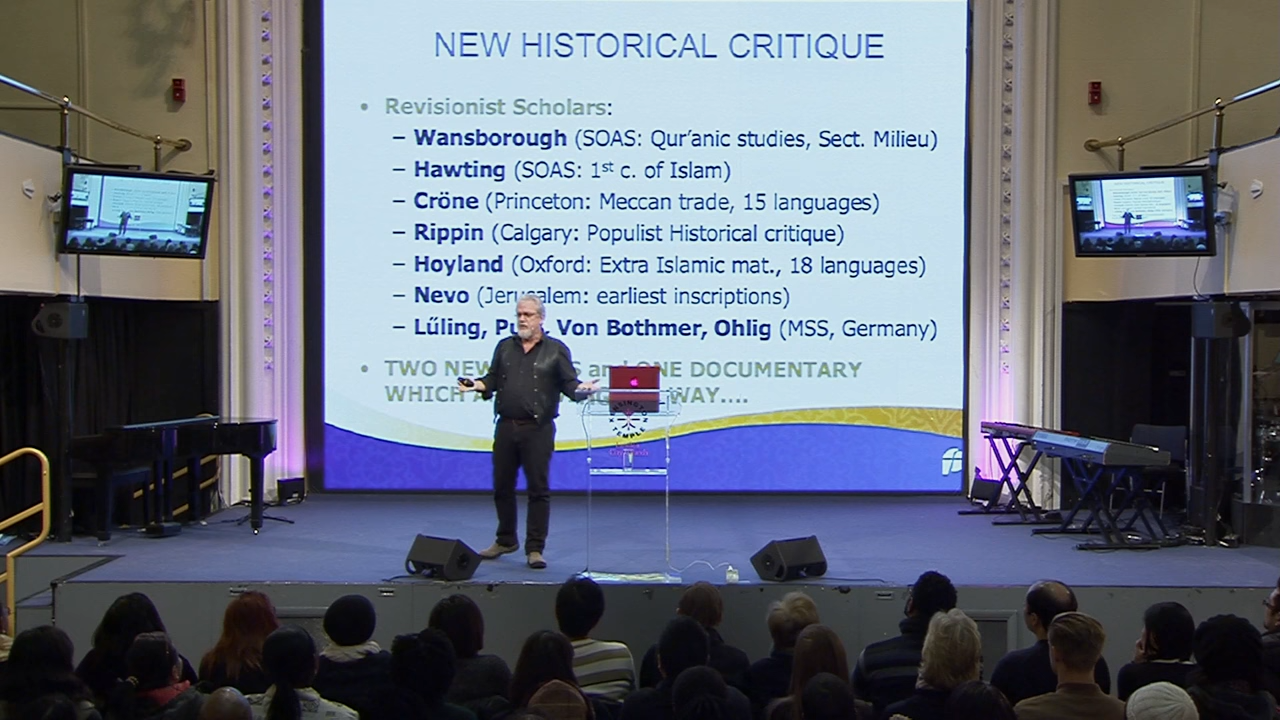 NEW HISTORICAL CRITIQUE
• Revisionist Scholars:
– Wansborough (SOAS: Qur'anic studies, Sect. Milieu)
– Hawting (SOAS: 1st c. of Islam)
– Cröne (Princeton: Meccan trade, 15 languages)
– Rippin (Calgary: Populist Historical critique)
– Hoyland (Oxford: Extra Islamic mat., 18 languages)
– Nevo (Jerusalem: earliest inscriptions)
– Lűling, Von Bothmer, Ohlig (MSS, Germany)
• TWO NEW ONE DOCUMENTARY
WHICH WAY....
TEMPLE